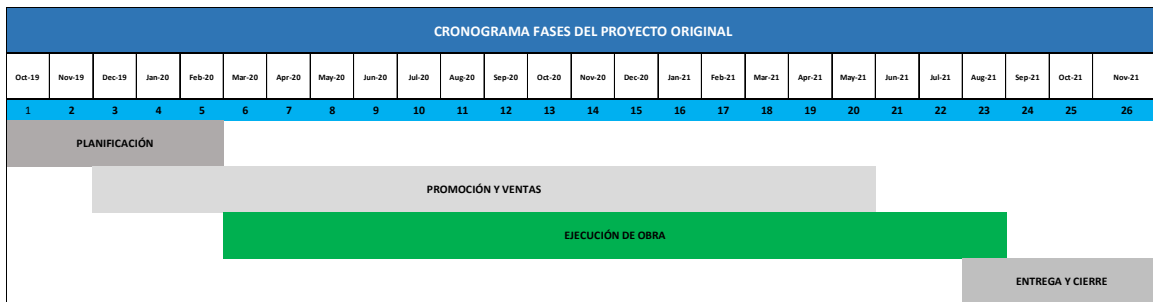 CRONOGRAMA FASES DEL PROYECTO ORIGINAL
Oct-19 Nov-19 Dec-19 Jan-20 Feb-20 Mar-20 Apr-20 May-20 Jun-20 Jul-20 Aug-20 Sep-20 Oct-20 Nov-20 Dec-20 Jan-21 Feb-21 Mar-21 Apr-21 May-21 Jun-21 Jul-21 Aug-21 Sep-21 Oct-21 Nov-21
1 2 3 4 5 6 7 8 9 10 11 12 13 14 15 16 17 18 19 20 21 22 23 24 25 26
PLANIFICACIÓN
PROMOCIÓN Y VENTAS
EJECUCIÓN DE OBRA
ENTREGA Y CIERRE